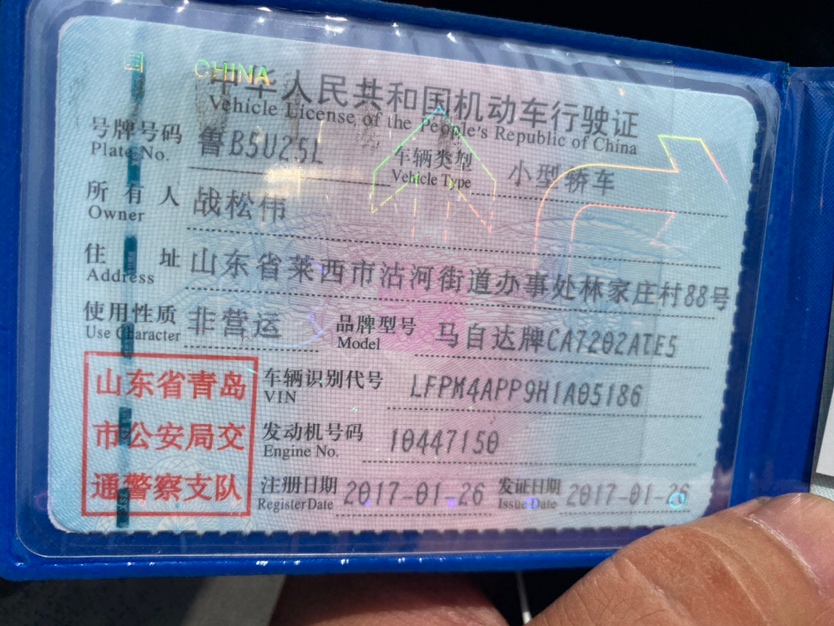 国 CHINA
中华人民共和国机动车行驶证
Vehicle License of the People's Republic of China
号牌号码 鲁B5U25L 车辆类型 小型轿车
Plate No. Vehicle Type
所有人 战松伟
Owner
住址 山东省莱西市沽河街道办事处林家庄村88号
Address
使用性质 非营运 品牌型号 马自达牌CA7202ATE5
Use Character Model
山东省青岛
市公安局交
通警察支队
车辆识别代号 LFPM4APP9H1A05186
VIN
发动机号码 10447150
Engine No.
注册日期 2017-01-26 发证日期 2017-01-26
Register Date Issue Date